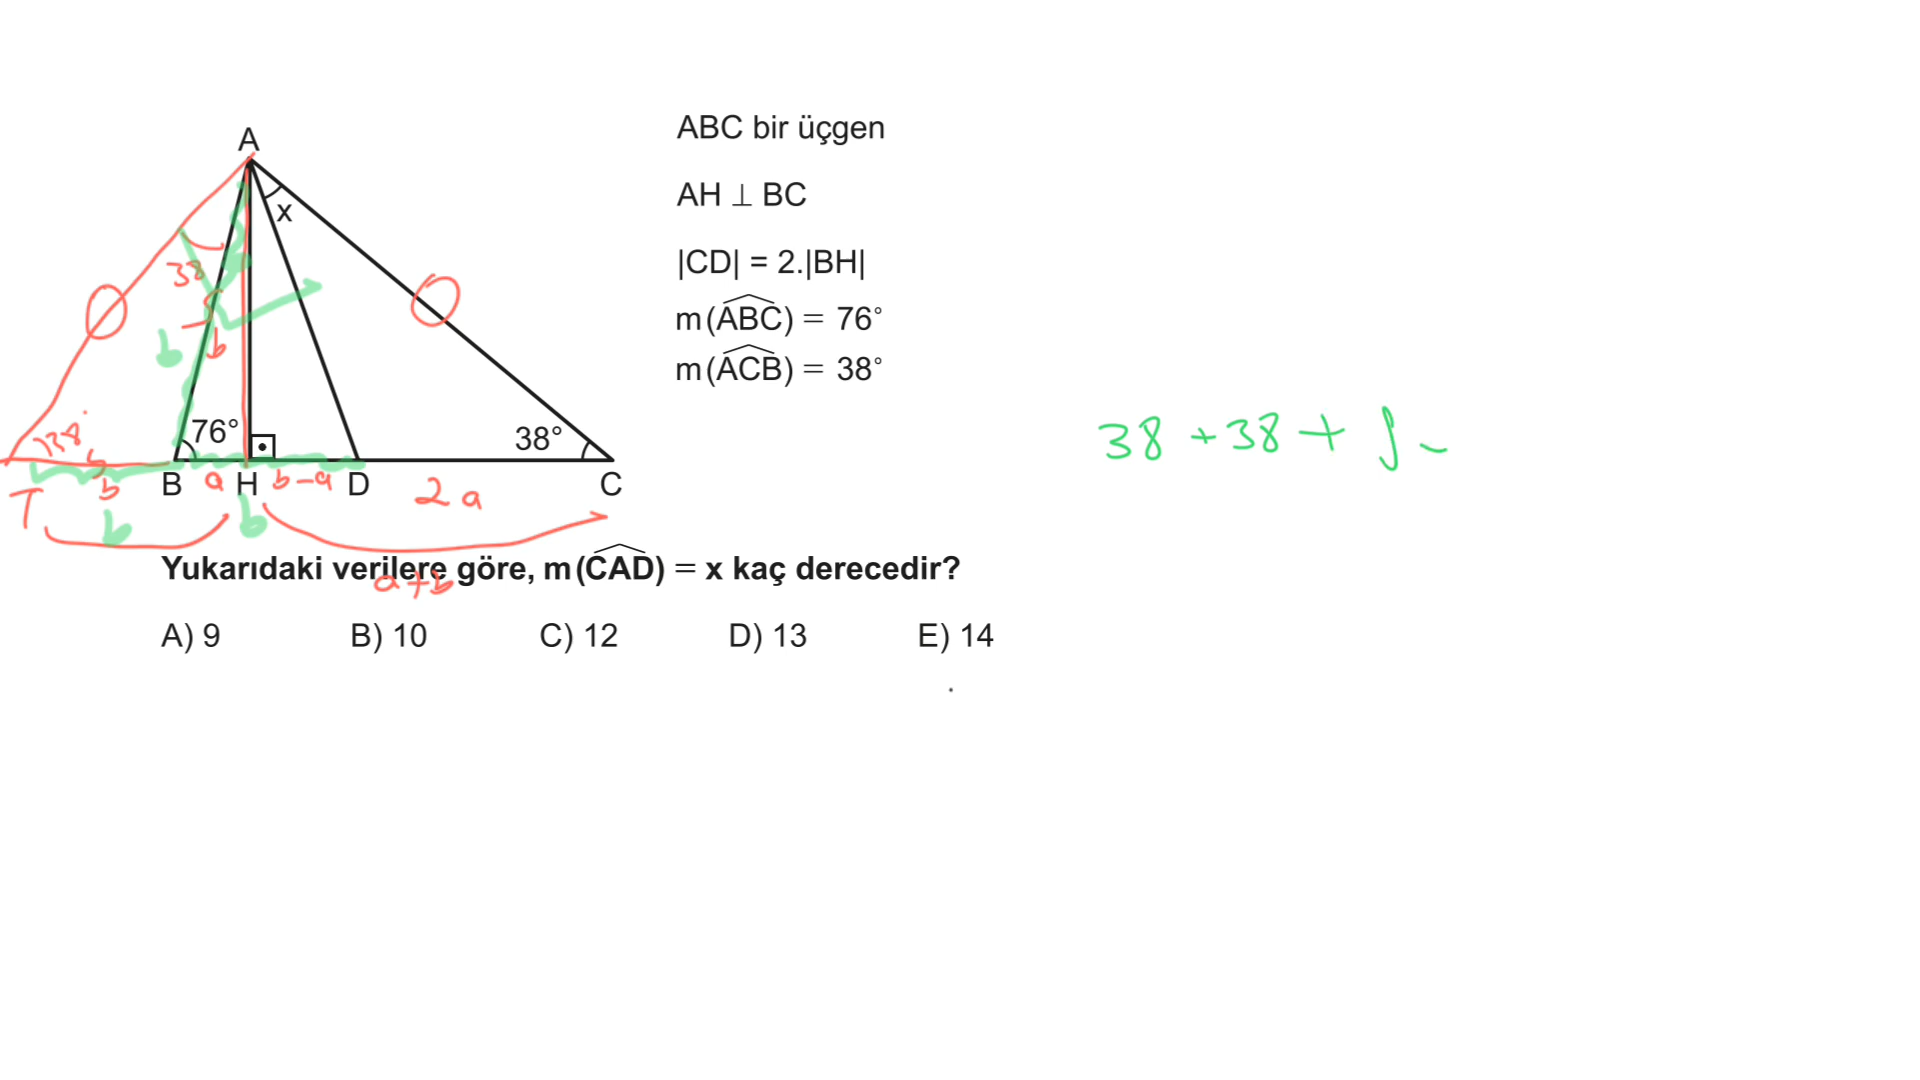 A
x
38
b
b
76°
38°
38
b
B a H b-a D 2a C
T
b
b
a+b
ABC bir üçgen
AH ⊥ BC
|CD| = 2.|BH|
m(ABC) = 76°
m(ACB) = 38°
38 + 38 +
Yukarıdaki verilere göre, m(CAD) = x kaç derecedir?
A) 9 B) 10 C) 12 D) 13 E) 14